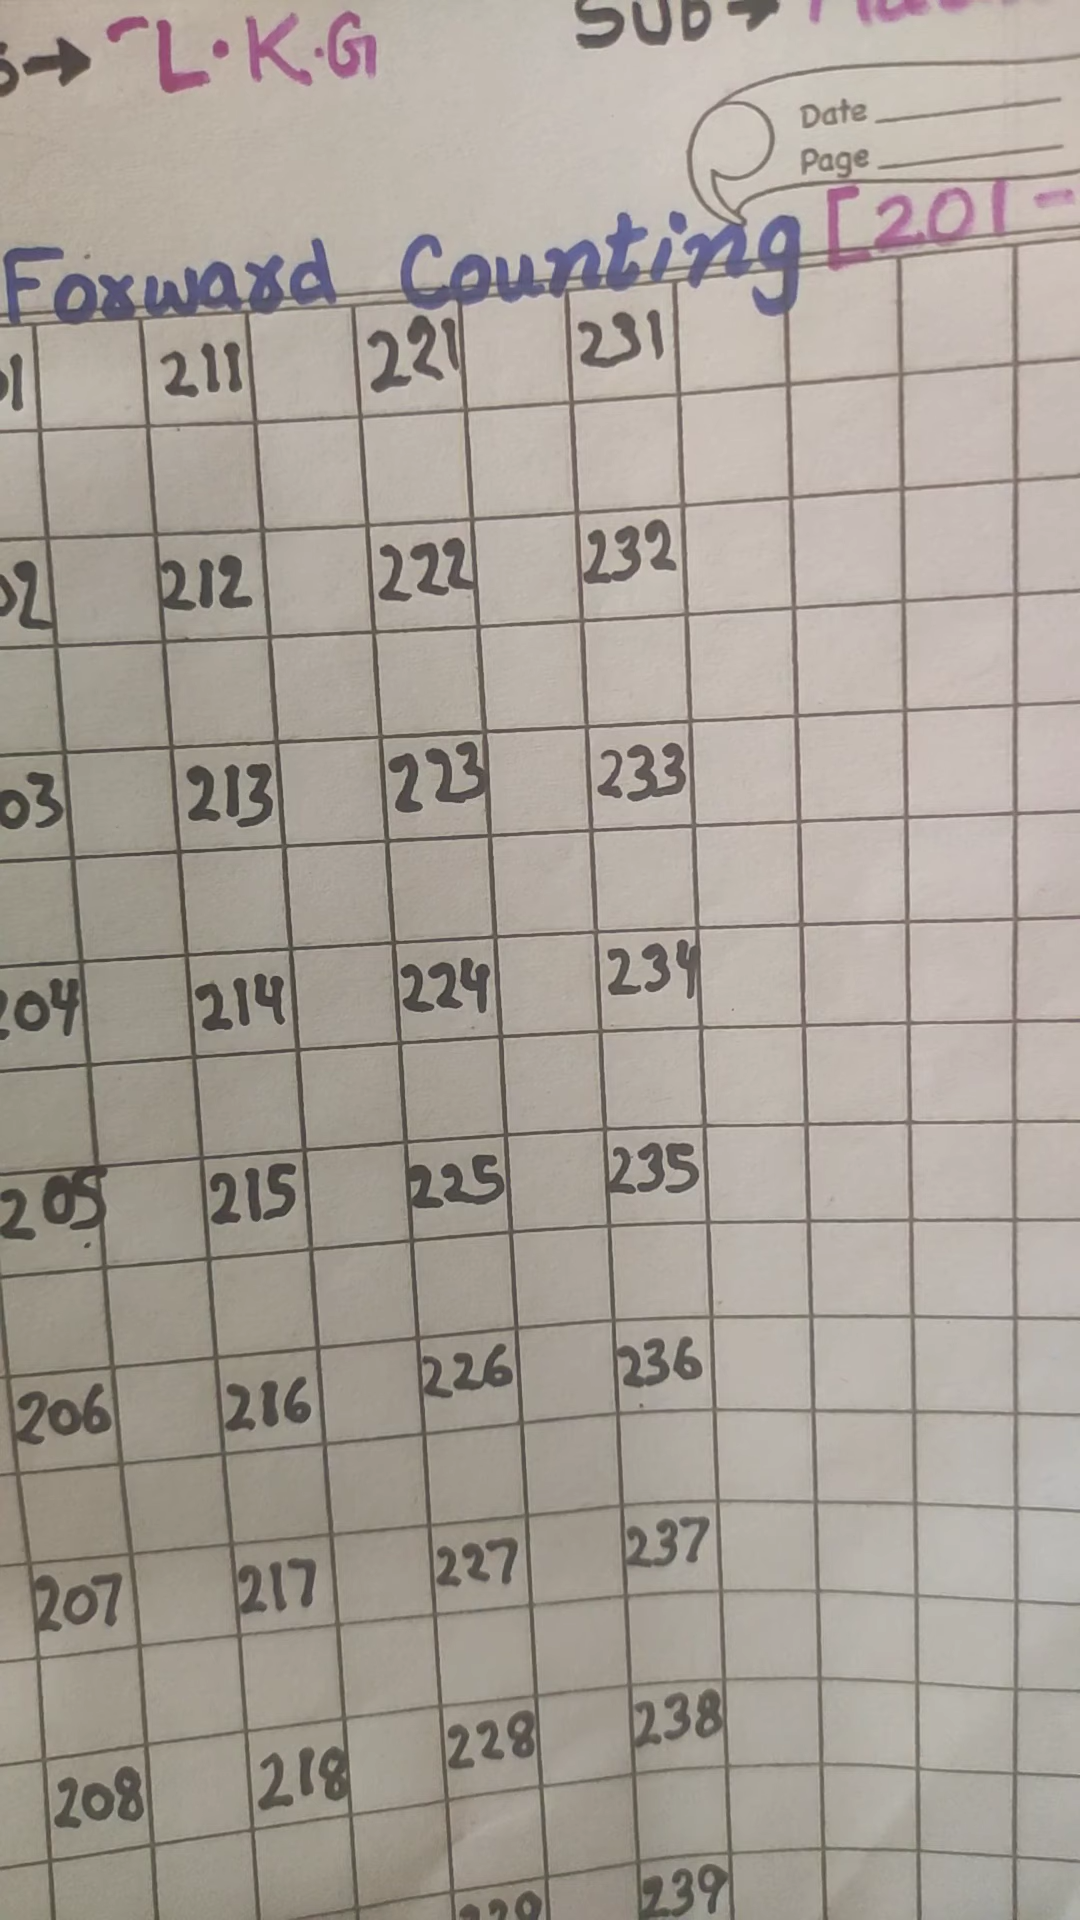 → L.K.G SUB →
Date
Page
Forward Counting [201 -
211 221 231
212 222 232
213 223 233
204 214 224 234
205 215 225 235
206 216 226 236
207 217 227 237
208 218 228 238
239